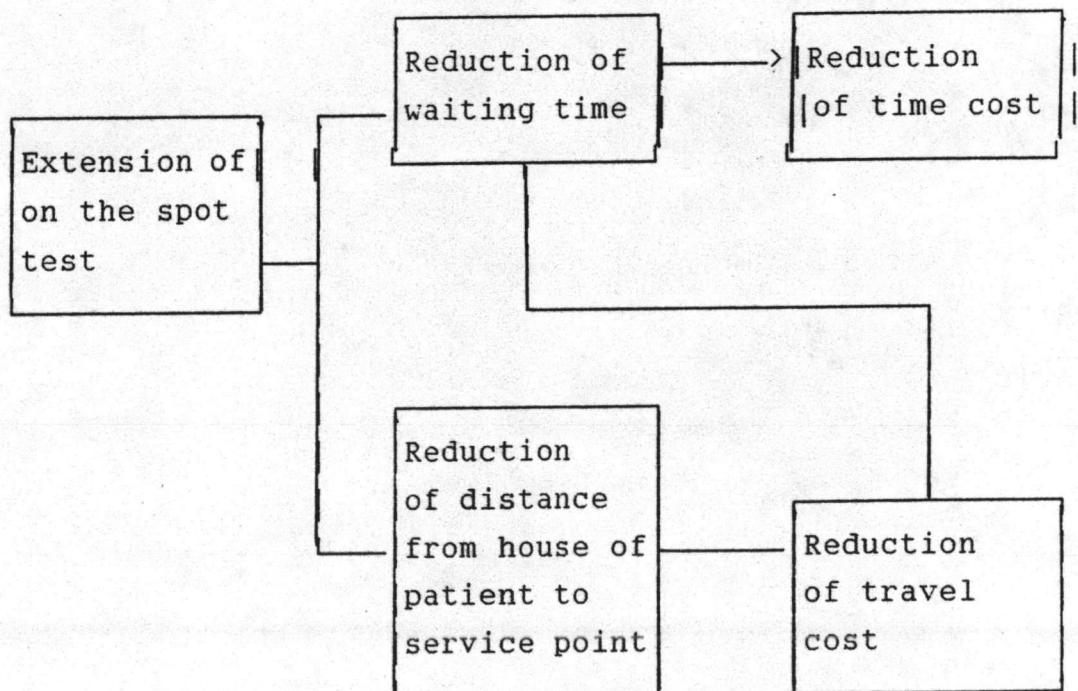 Extension of
on the spot
test
Reduction of
waiting time
Reduction
of time cost
Reduction
of distance
from house of
patient to
service point
Reduction
of travel
cost